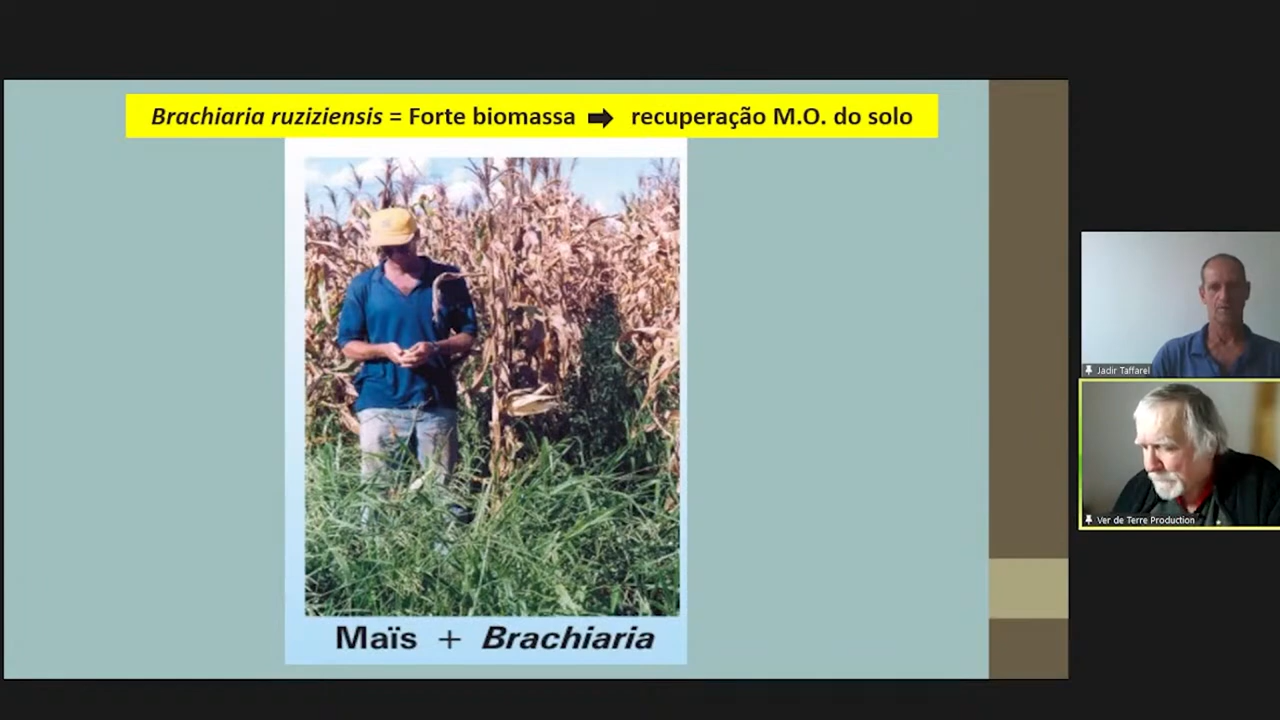 Brachiaria ruziziensis = Forte biomassa ➡ recuperação M.O. do solo
Maïs + Brachiaria
Jadir Taffarel
Ver de Terre Production